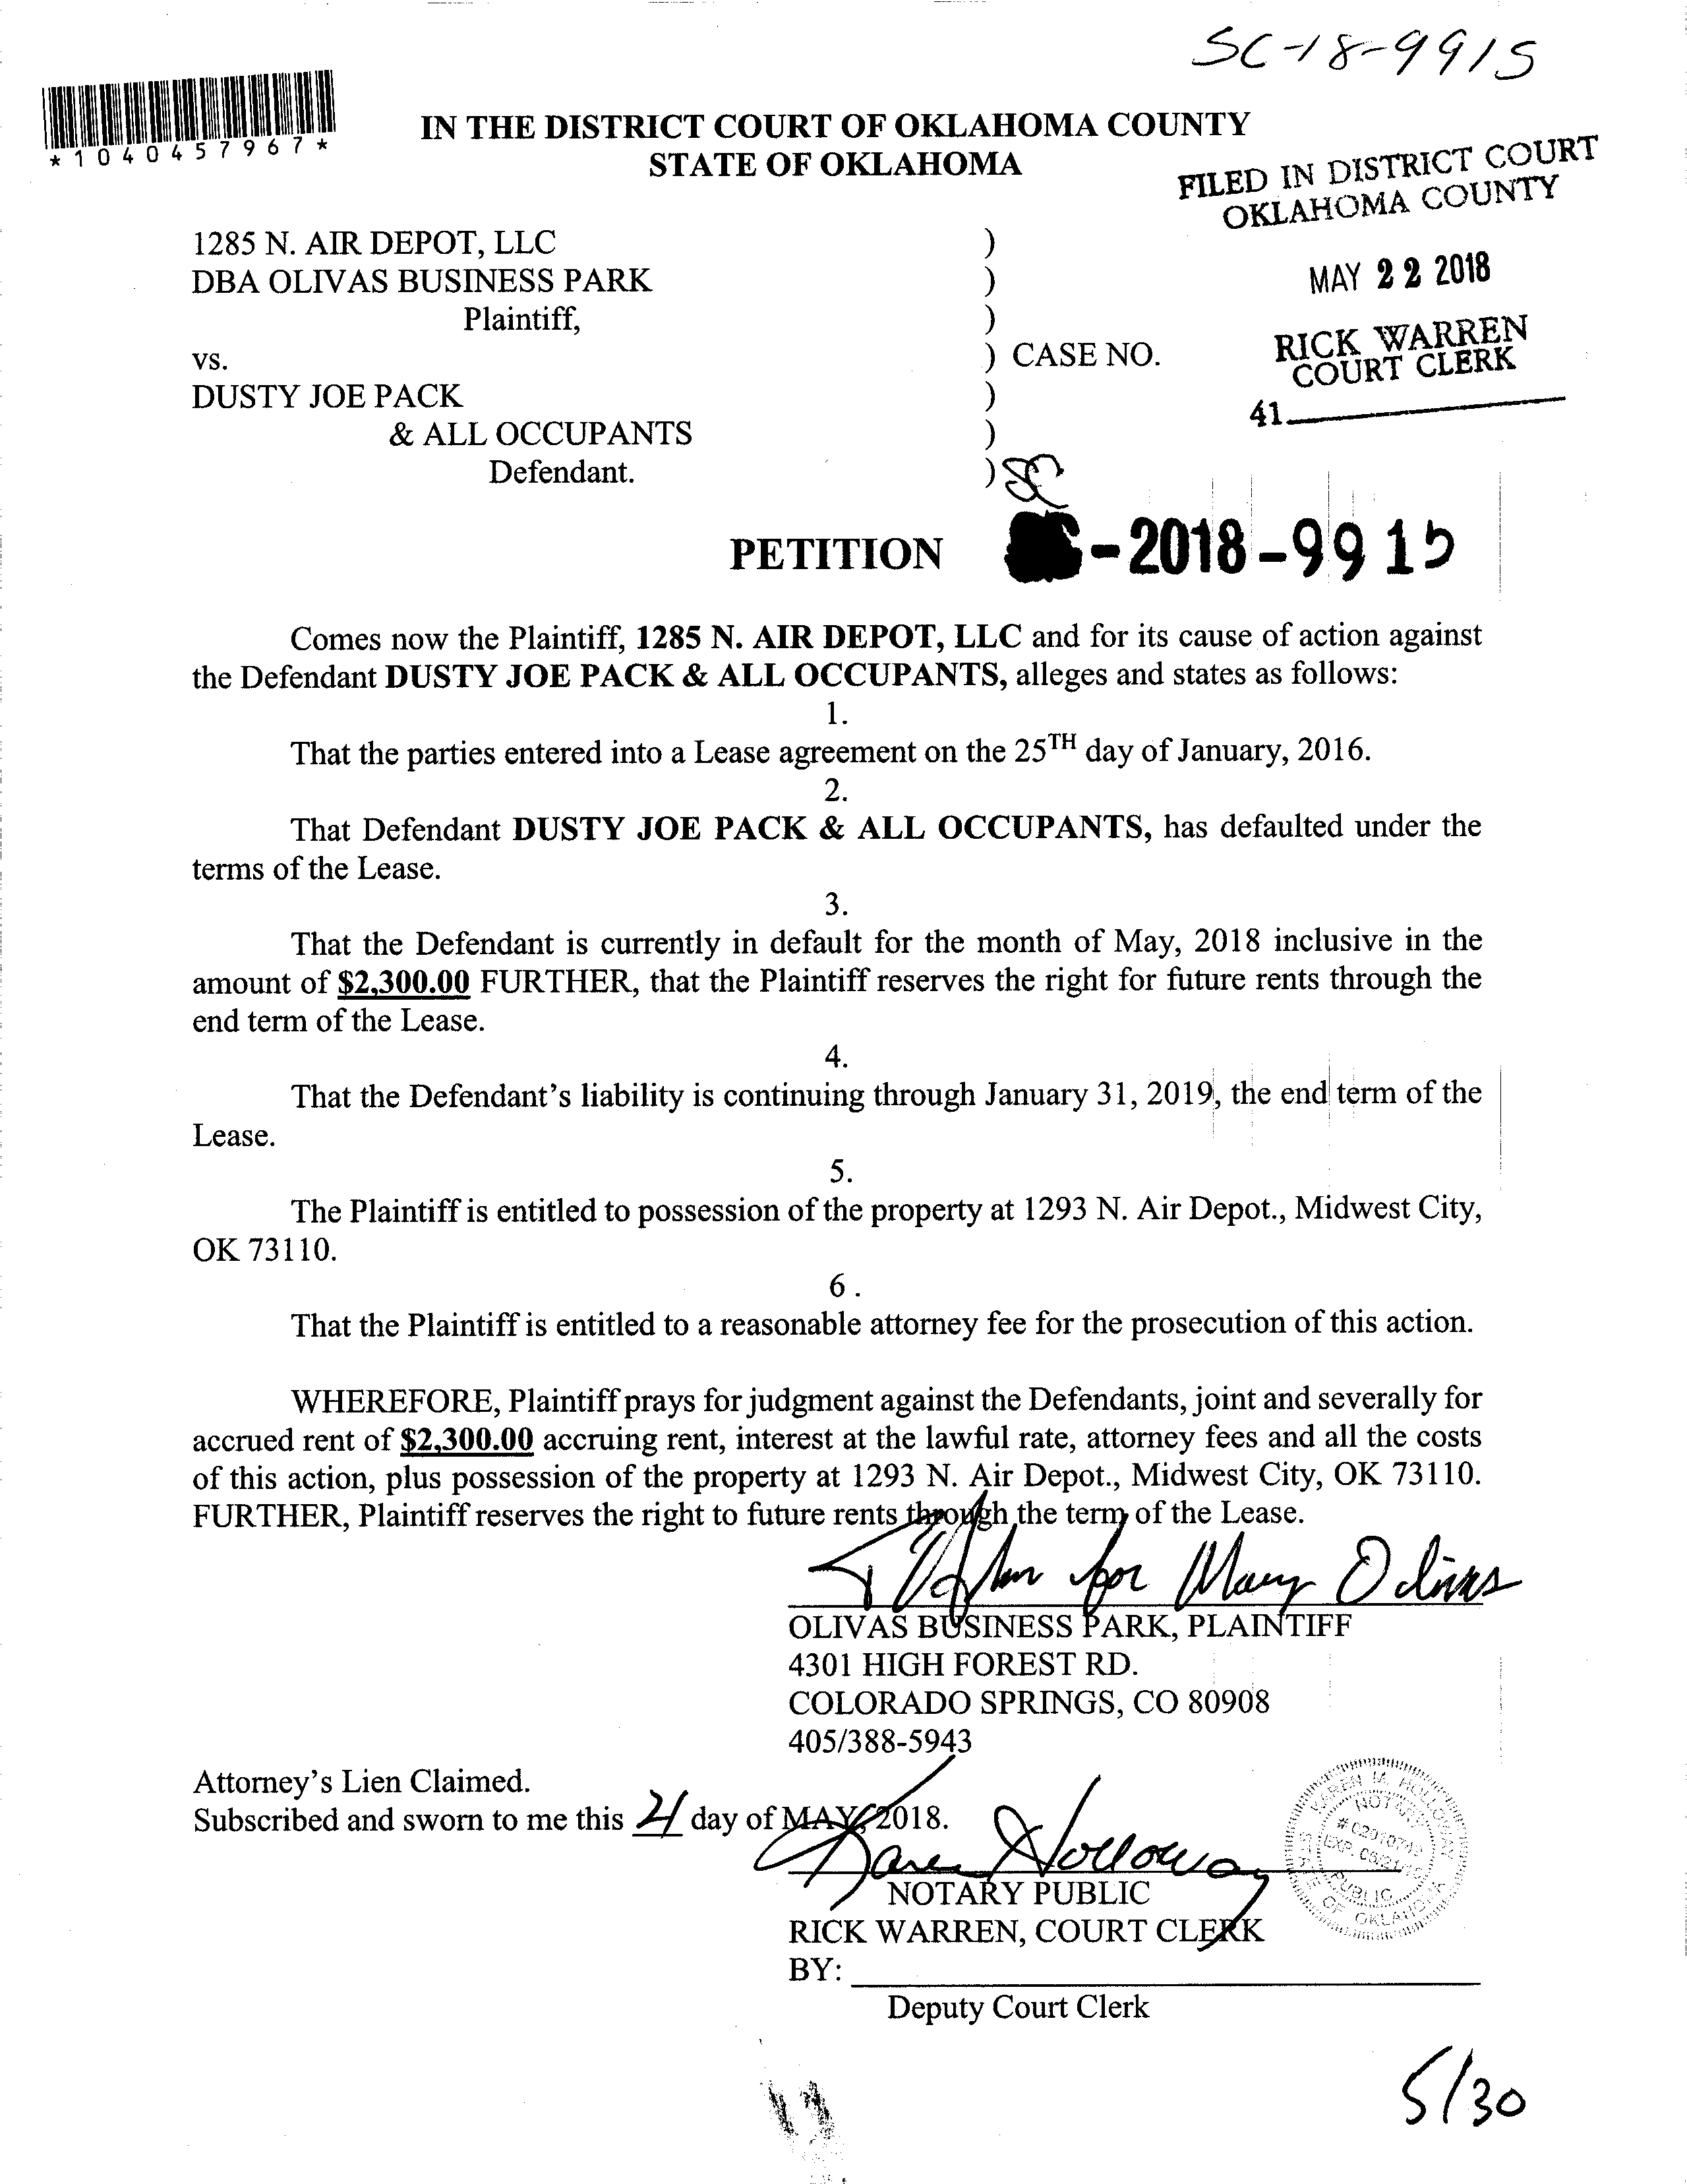 SC-18-9915
*1040457967*
IN THE DISTRICT COURT OF OKLAHOMA COUNTY
STATE OF OKLAHOMA
FILED IN DISTRICT COURT
OKLAHOMA COUNTY
MAY 22 2018
RICK WARREN
COURT CLERK
41
1285 N. AIR DEPOT, LLC )
DBA OLIVAS BUSINESS PARK )
Plaintiff, )
vs. ) CASE NO.
DUSTY JOE PACK )
& ALL OCCUPANTS )
Defendant. )
SC
PETITION -2018-9915
Comes now the Plaintiff, 1285 N. AIR DEPOT, LLC and for its cause of action against
the Defendant DUSTY JOE PACK & ALL OCCUPANTS, alleges and states as follows:
1.
That the parties entered into a Lease agreement on the 25TH day of January, 2016.
2.
That Defendant DUSTY JOE PACK & ALL OCCUPANTS, has defaulted under the
terms of the Lease.
3.
That the Defendant is currently in default for the month of May, 2018 inclusive in the
amount of $2,300.00 FURTHER, that the Plaintiff reserves the right for future rents through the
end term of the Lease.
4.
That the Defendant's liability is continuing through January 31, 2019, the end term of the
Lease.
5.
The Plaintiff is entitled to possession of the property at 1293 N. Air Depot., Midwest City,
OK 73110.
6 .
That the Plaintiff is entitled to a reasonable attorney fee for the prosecution of this action.
WHEREFORE, Plaintiff prays for judgment against the Defendants, joint and severally for
accrued rent of $2,300.00 accruing rent, interest at the lawful rate, attorney fees and all the costs
of this action, plus possession of the property at 1293 N. Air Depot., Midwest City, OK 73110.
FURTHER, Plaintiff reserves the right to future rents through the term of the Lease.
for Mary Olivas
OLIVAS BUSINESS PARK, PLAINTIFF
4301 HIGH FOREST RD.
COLORADO SPRINGS, CO 80908
405/388-5943
Attorney's Lien Claimed.
Subscribed and sworn to me this 21 day of MAY, 2018.
Karen Holloway
NOTARY PUBLIC
KAREN M. HOLLOWAY
NOTARY
PUBLIC
STATE OF OKLAHOMA
RICK WARREN, COURT CLERK
BY:
Deputy Court Clerk
5/30